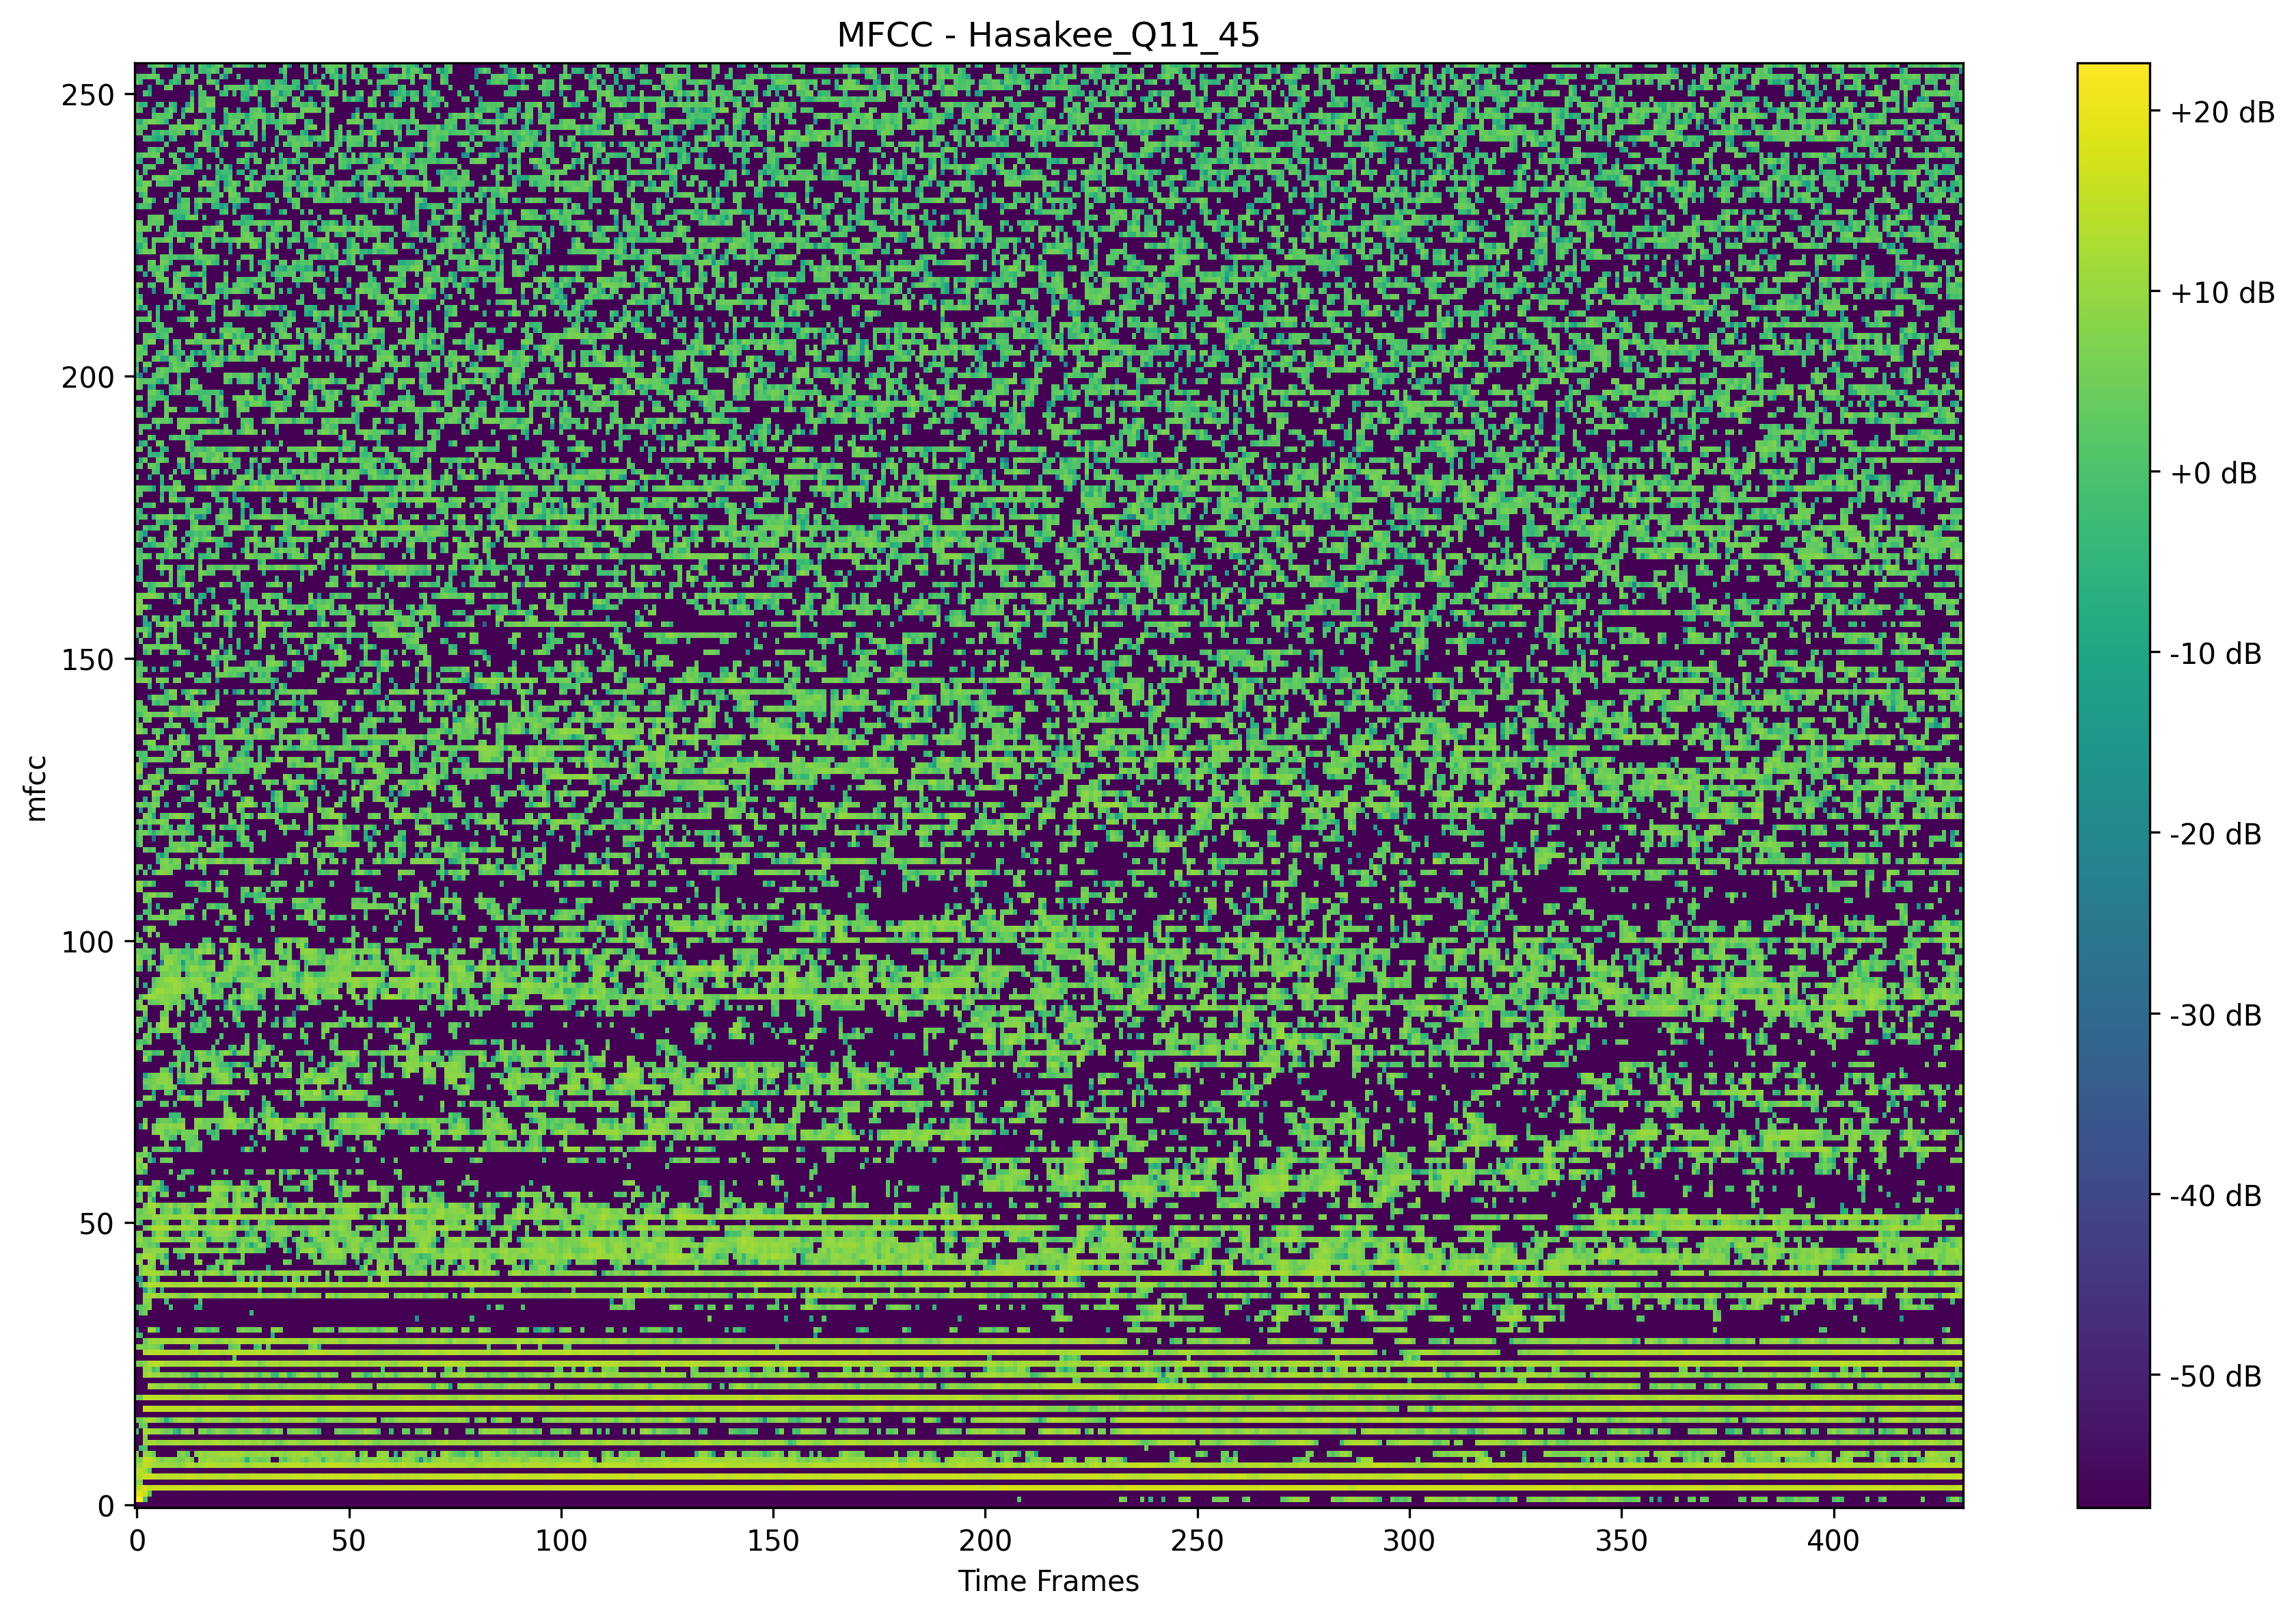 MFCC - Hasakee_Q11_45
250
200
150
100
50
0
mfcc
0 50 100 150 200 250 300 350 400
Time Frames
+20 dB
+10 dB
+0 dB
-10 dB
-20 dB
-30 dB
-40 dB
-50 dB